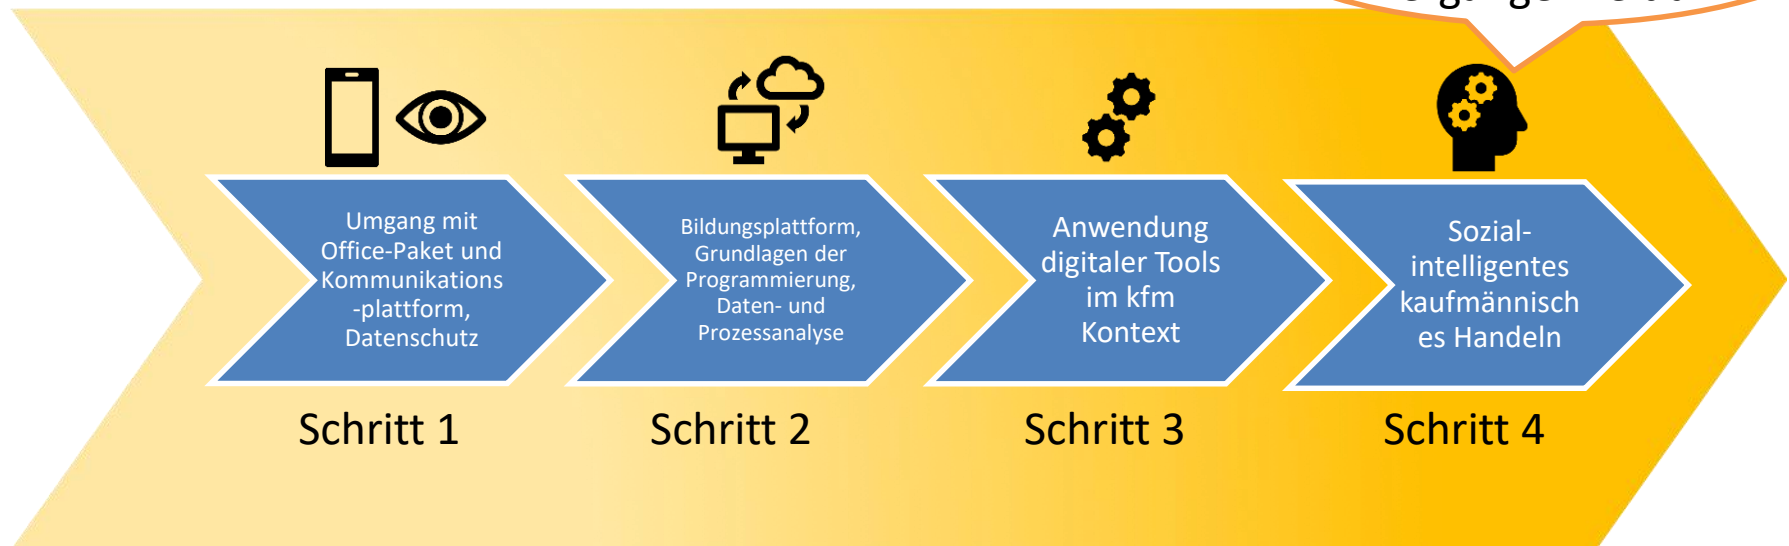 Umgang mit
Office-Paket und
Kommunikations
-plattform,
Datenschutz
Schritt 1
Bildungsplattform,
Grundlagen der
Programmierung,
Daten- und
Prozessanalyse
Schritt 2
Anwendung
digitaler Tools
im kfm
Kontext
Schritt 3
Sozial-
intelligentes
kaufmännisch
es Handeln
Schritt 4